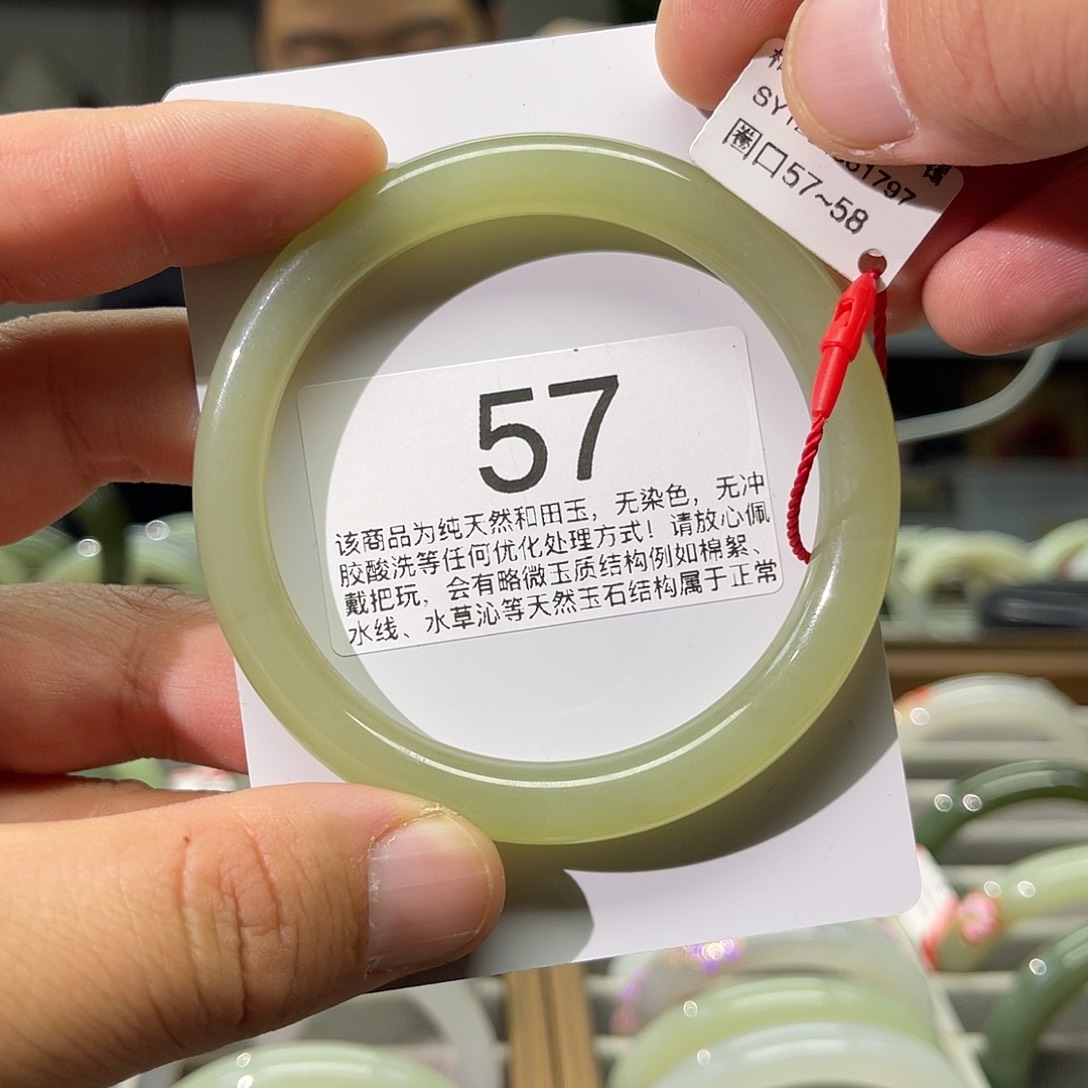 SY1
61797
圈口57~58
57
该商品为纯天然和田玉，无染色，无冲
胶酸洗等任何优化处理方式！请放心佩
戴把玩，会有略微玉质结构例如棉絮、
水线、水草沁等天然玉石结构属于正常